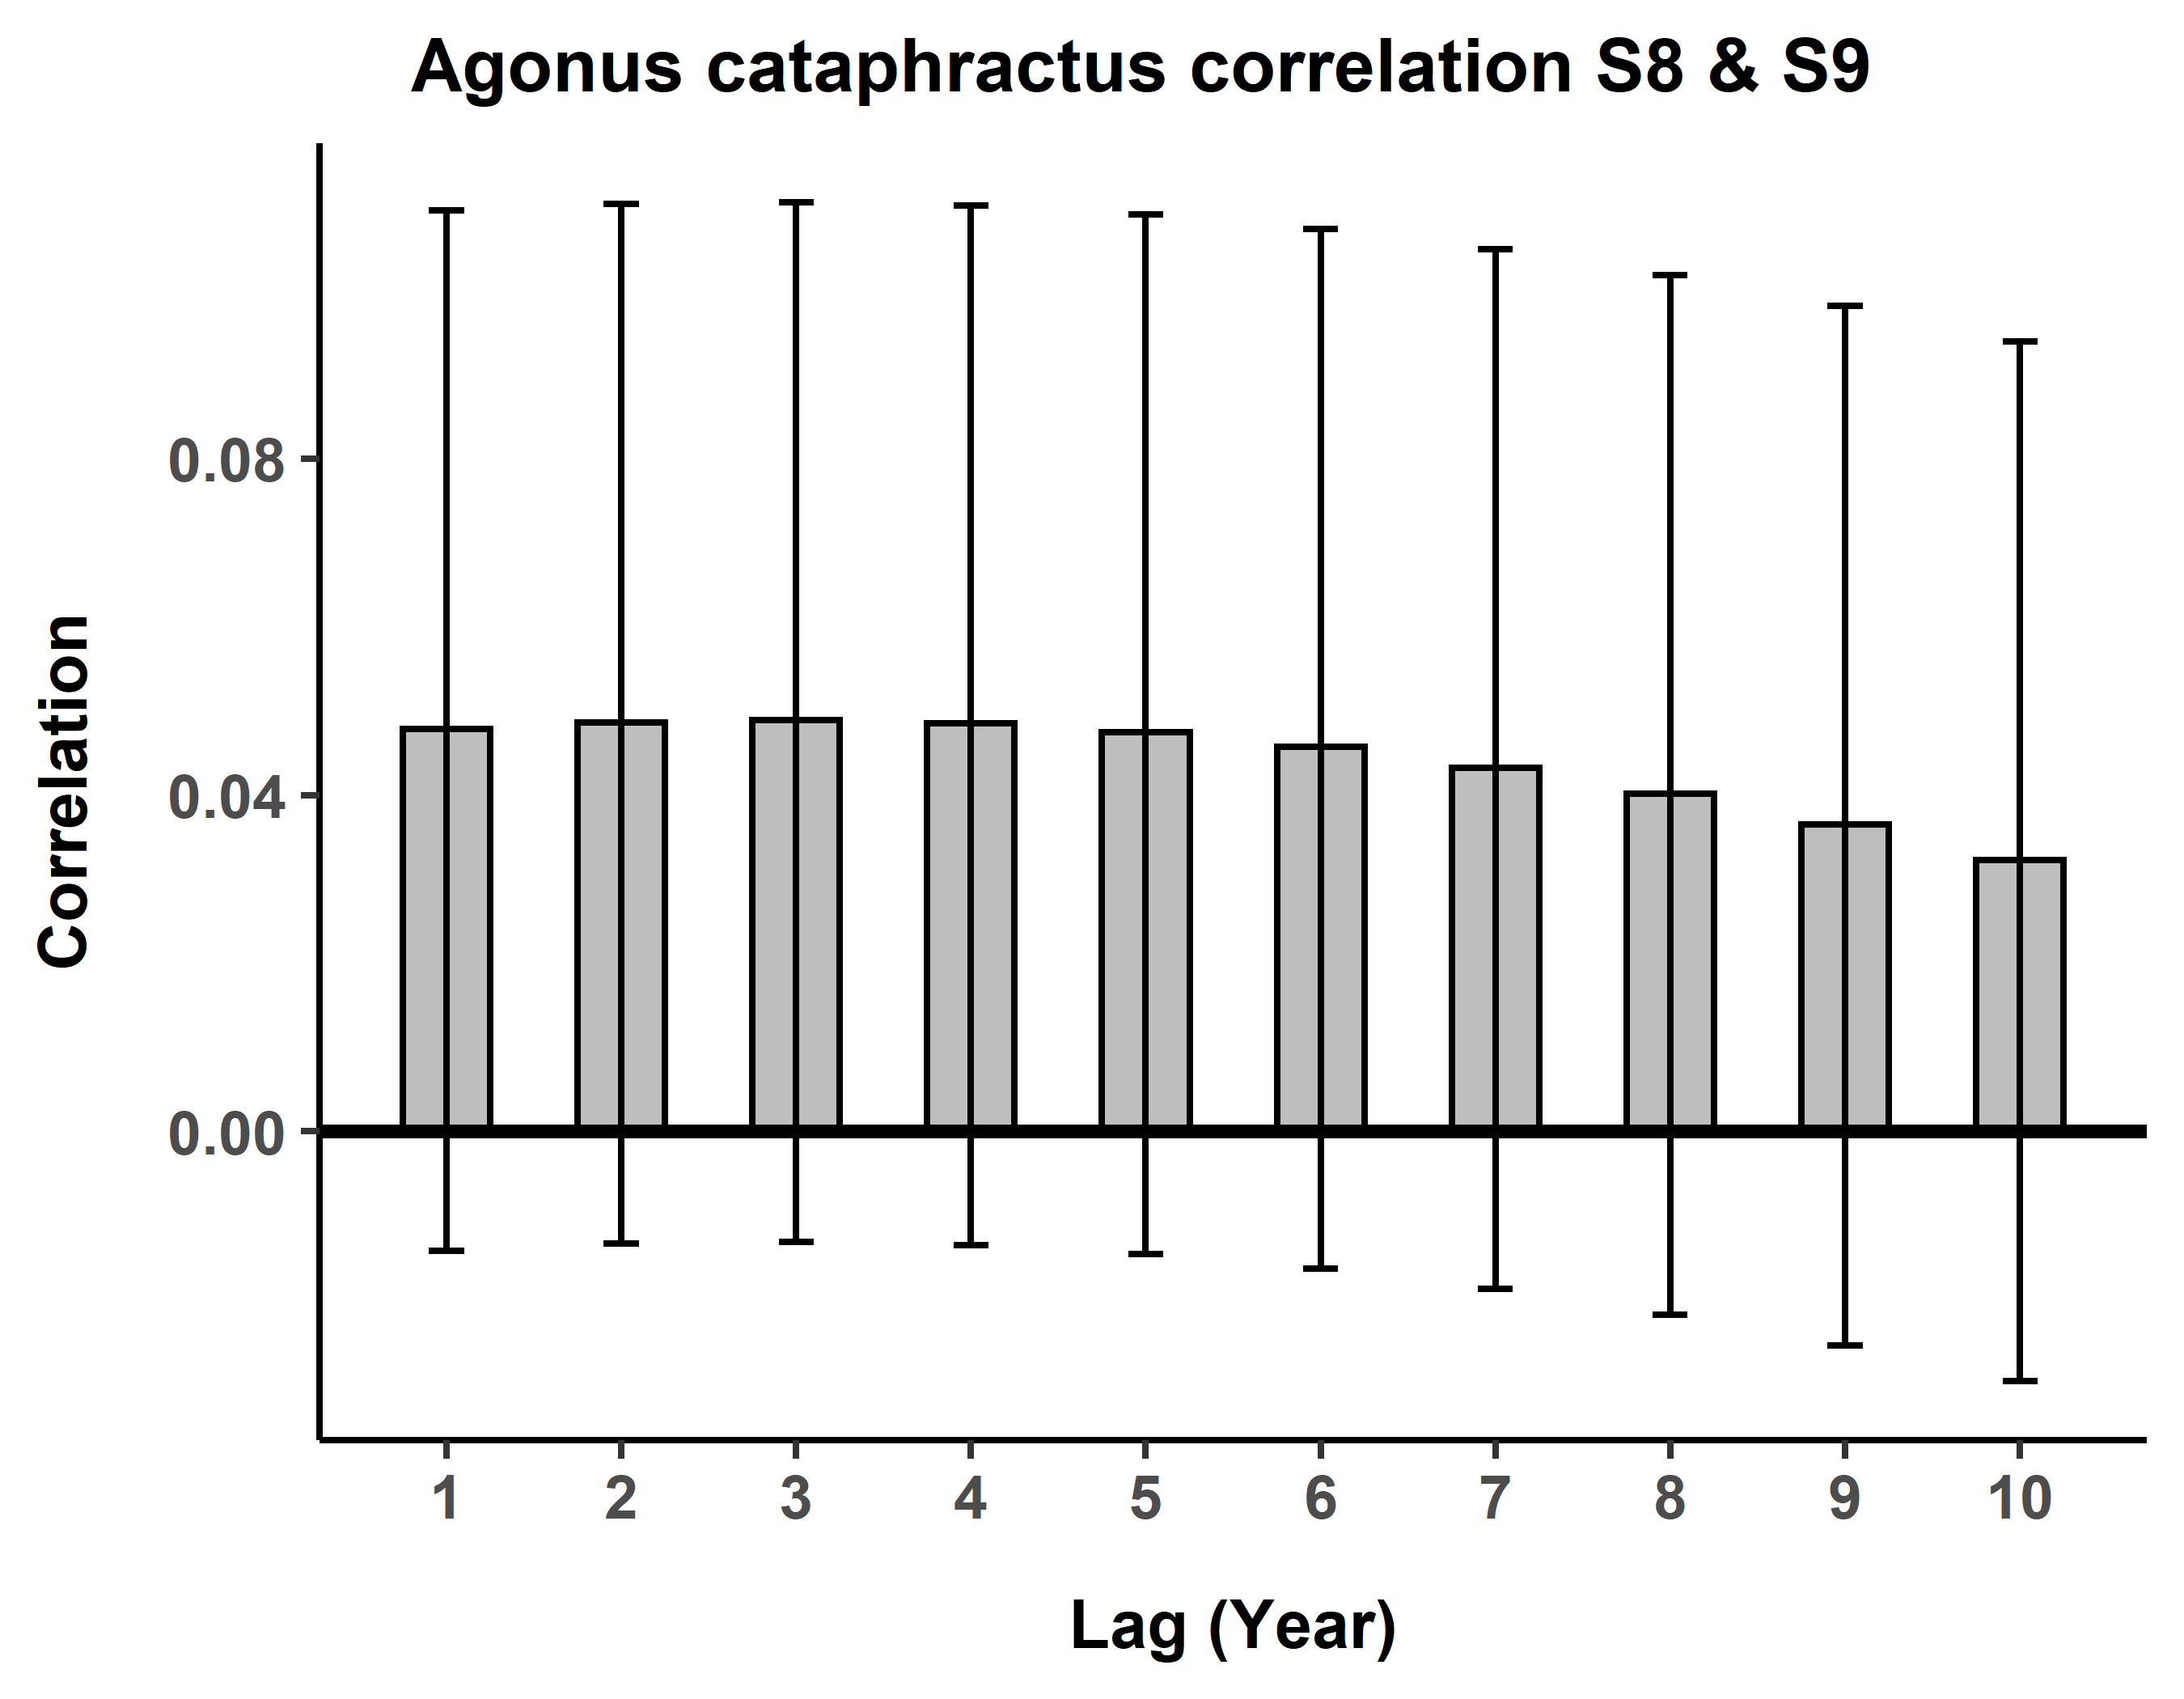 Agonus cataphractus correlation S8 & S9
Correlation
0.08
0.04
0.00
1 2 3 4 5 6 7 8 9 10
Lag (Year)